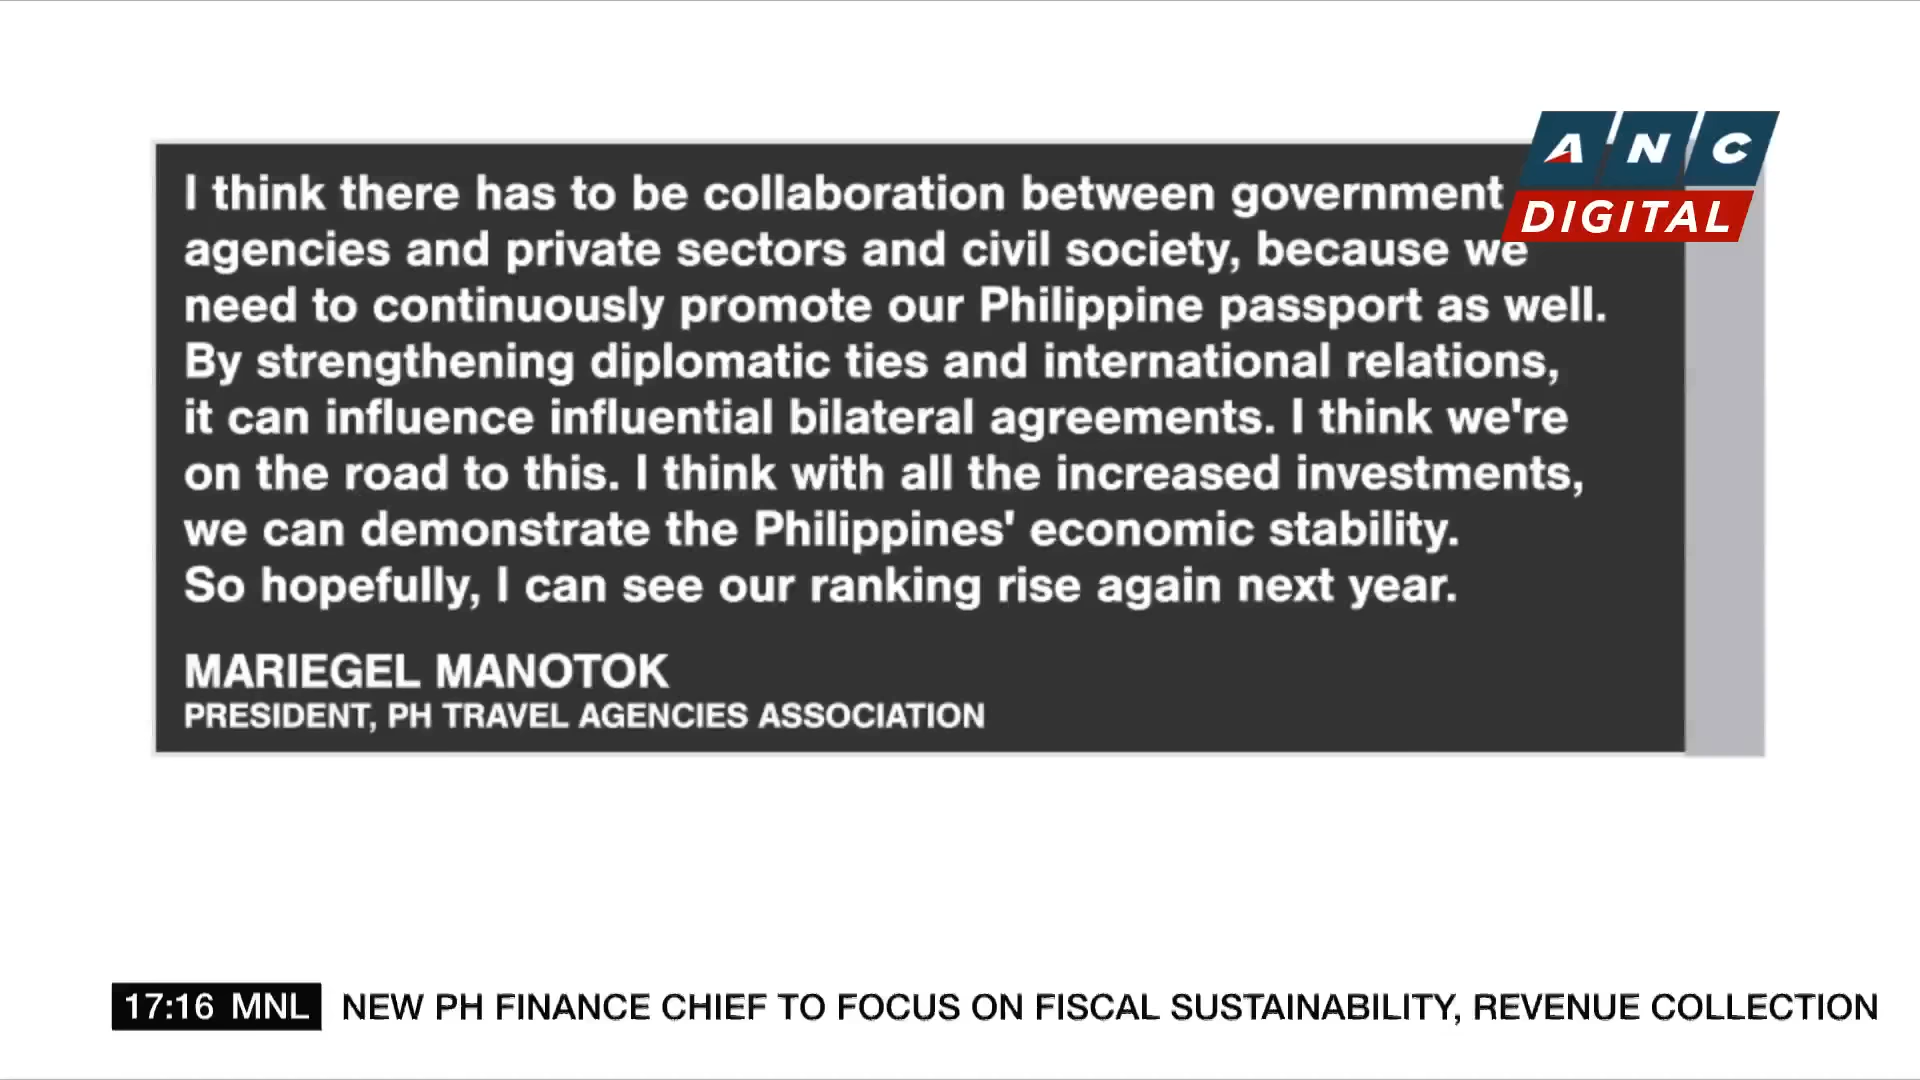 ANC
DIGITAL
I think there has to be collaboration between government
agencies and private sectors and civil society, because we
need to continuously promote our Philippine passport as well.
By strengthening diplomatic ties and international relations,
it can influence influential bilateral agreements. I think we're
on the road to this. I think with all the increased investments,
we can demonstrate the Philippines' economic stability.
So hopefully, I can see our ranking rise again next year.
MARIEGEL MANOTOK
PRESIDENT, PH TRAVEL AGENCIES ASSOCIATION
17:16 MNL NEW PH FINANCE CHIEF TO FOCUS ON FISCAL SUSTAINABILITY, REVENUE COLLECTION